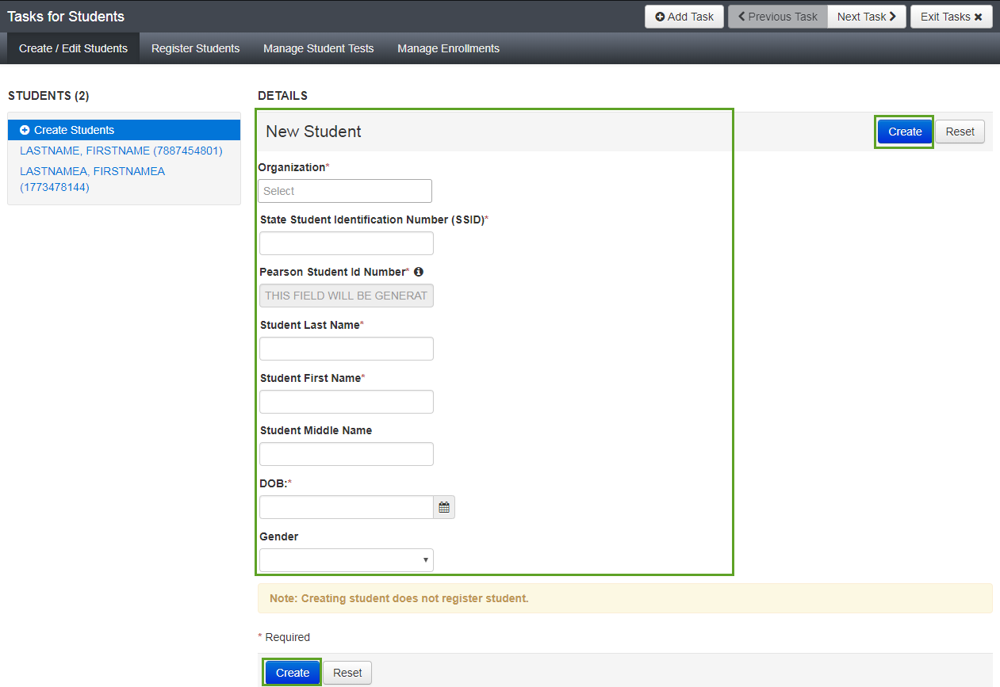 Tasks for Students
Add Task
Previous Task
Next Task
Exit Tasks
Create / Edit Students
Register Students
Manage Student Tests
Manage Enrollments
STUDENTS (2)
Create Students
LASTNAME, FIRSTNAME (7887454801)
LASTNAMEA, FIRSTNAMEA
(1773478144)
DETAILS
New Student
Create
Reset
Organization*
Select
State Student Identification Number (SSID)*
Pearson Student Id Number*
THIS FIELD WILL BE GENERAT
Student Last Name*
Student First Name*
Student Middle Name
DOB:*
Gender
Note: Creating student does not register student.
* Required
Create
Reset